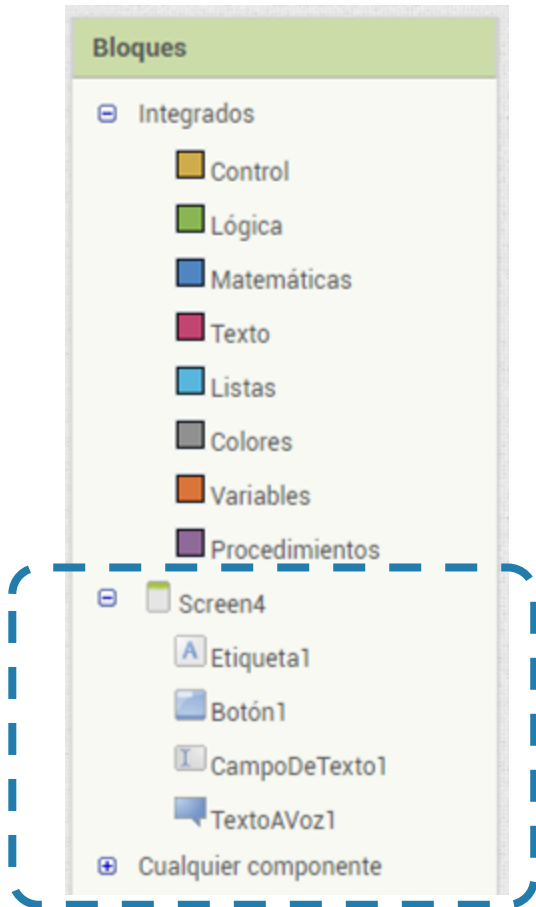 Bloques
Integrados
Control
Lógica
Matemáticas
Texto
Listas
Colores
Variables
Procedimientos
Screen4
A Etiqueta1
Botón1
CampoDeTexto1
TextoAVoz1
Cualquier componente